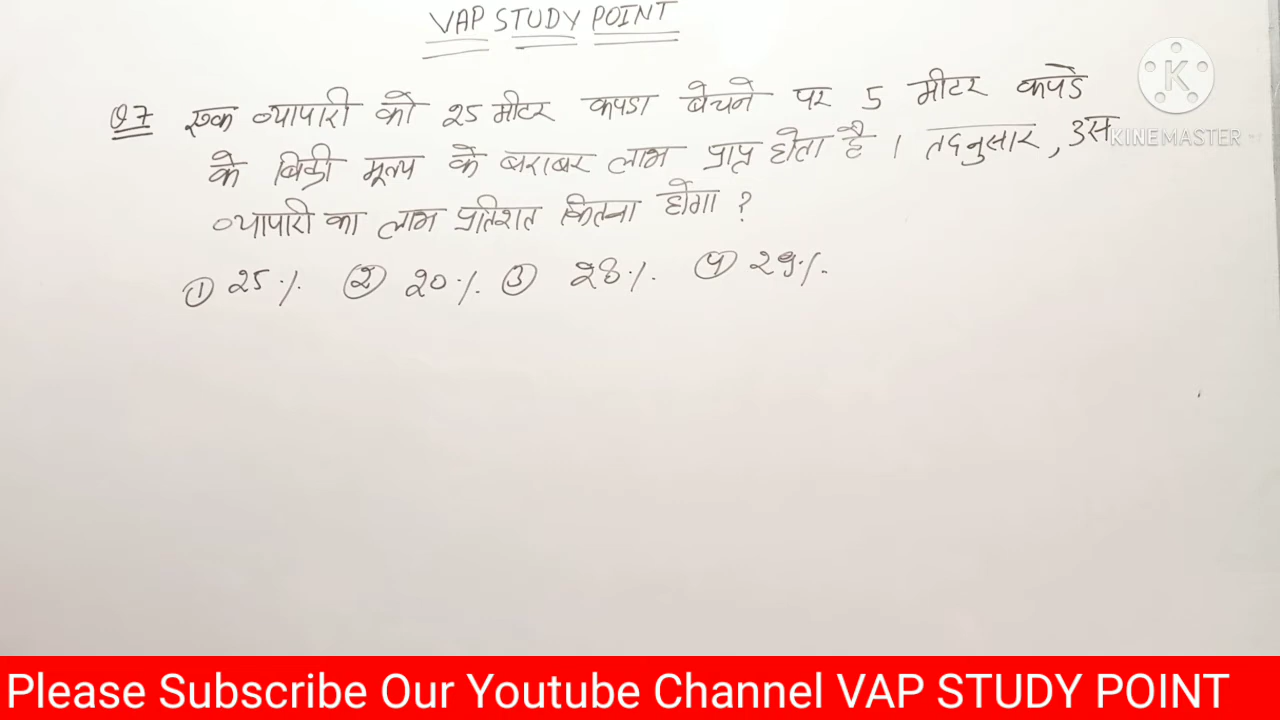 VAP STUDY POINT
Q7 एक व्यापारी को 25 मीटर कपडा बेचने पर 5 मीटर कपडे
के बिक्री मूल्य के बराबर लाभ प्राप्त होता है। तदनुसार, उस
KINEMASTER
व्यापारी का लाभ प्रतिशत कितना होगा ?
① 25% ② 20% ③ 28% ④ 29%
Please Subscribe Our Youtube Channel VAP STUDY POINT